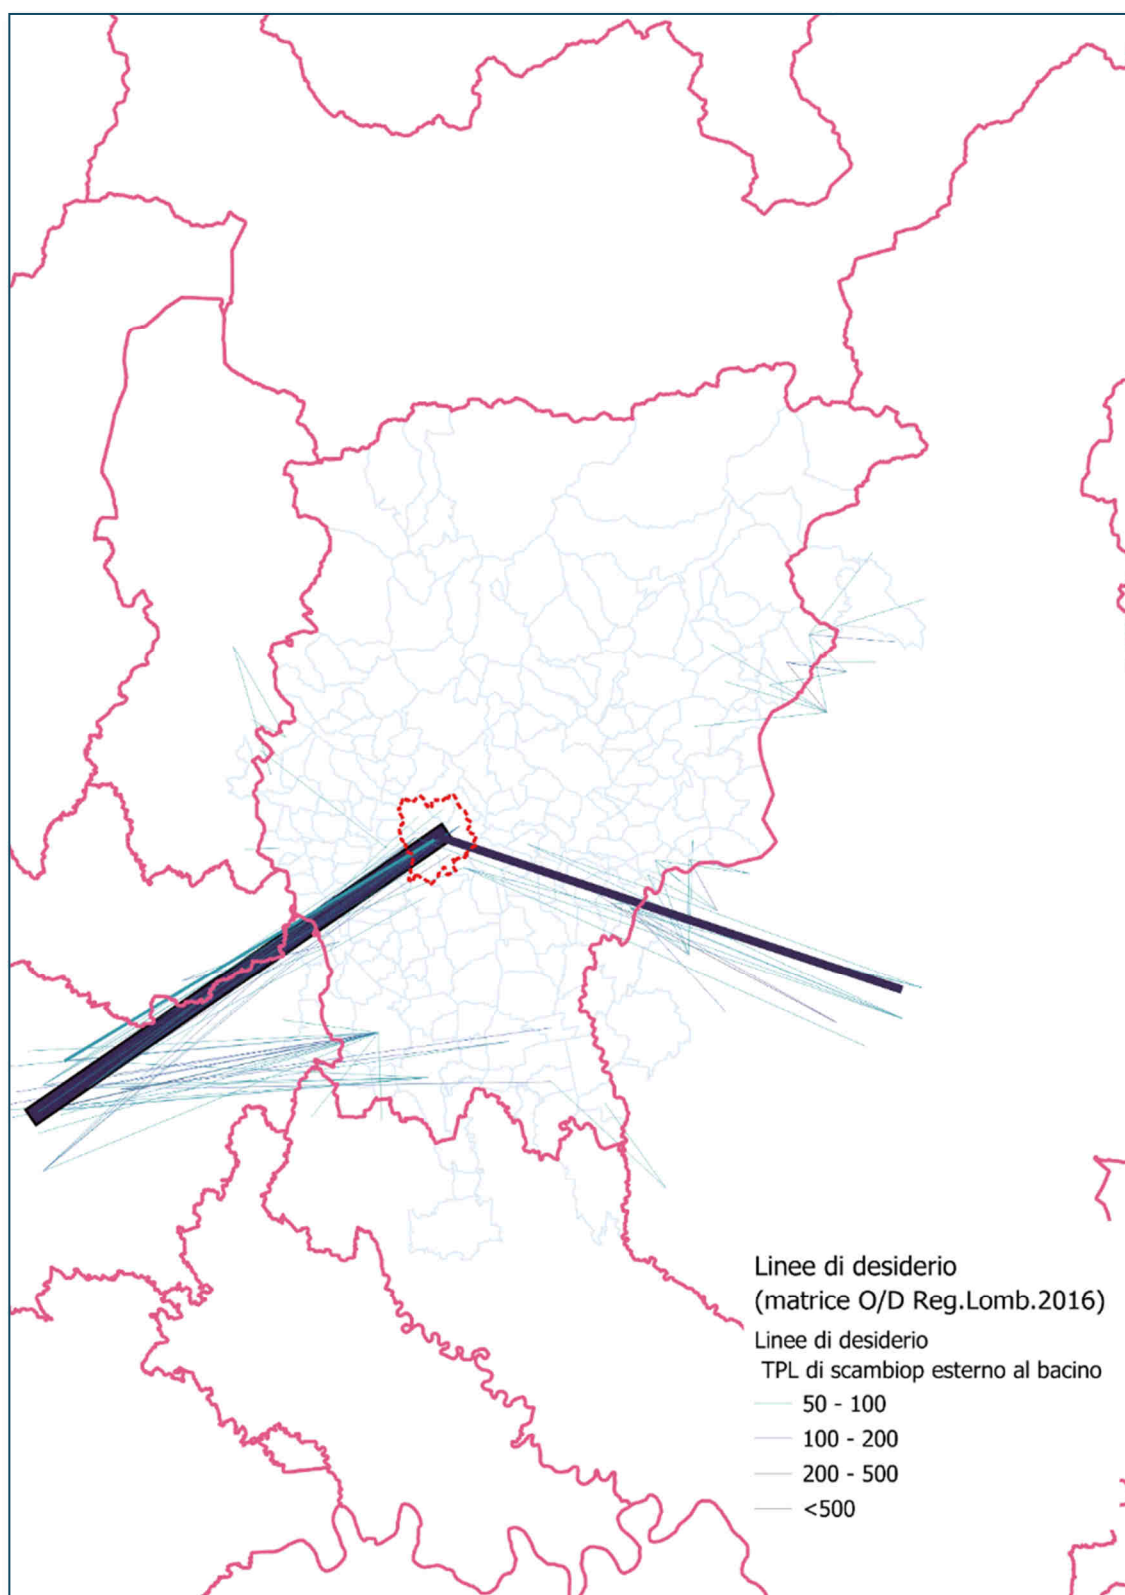 Linee di desiderio
(matrice O/D Reg.Lomb.2016)
Linee di desiderio
TPL di scambiop esterno al bacino
50 - 100
100 - 200
200 - 500
<500